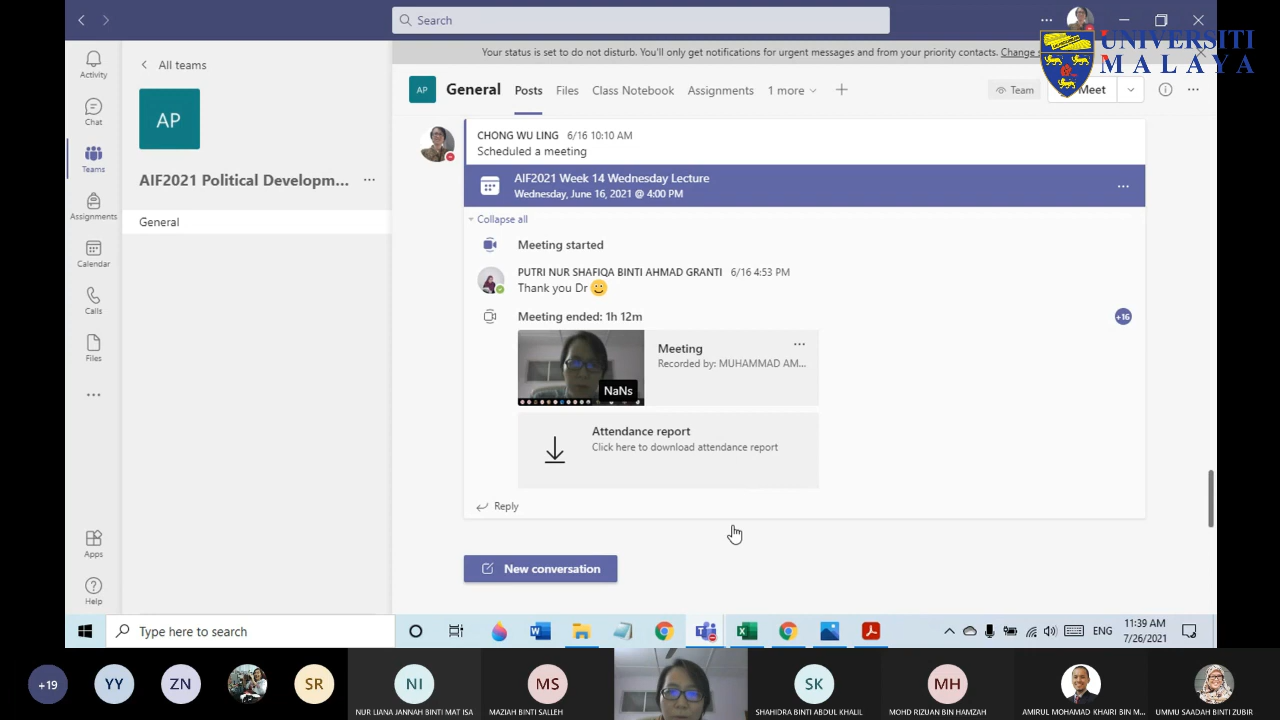 Search
UNIVERSITI
MALAYA
Your status is set to do not disturb. You'll only get notifications for urgent messages and from your priority contacts. Change
Activity
Chat
Teams
Assignments
Calendar
Calls
Files
Apps
Help
All teams
AP
AIF2021 Political Developm...
General
AP
General
Posts
Files
Class Notebook
Assignments
1 more
Team
Meet
CHONG WU LING 6/16 10:10 AM
Scheduled a meeting
AIF2021 Week 14 Wednesday Lecture
Wednesday, June 16, 2021 @ 4:00 PM
Collapse all
Meeting started
PUTRI NUR SHAFIQA BINTI AHMAD GRANTI 6/16 4:53 PM
Thank you Dr
Meeting ended: 1h 12m
+16
NaNs
Meeting
Recorded by: MUHAMMAD AM...
Attendance report
Click here to download attendance report
Reply
New conversation
Type here to search
ENG
11:39 AM
7/26/2021
+19
YY
ZN
SR
NI
NUR LIANA JANNAH BINTI MAT ISA
MS
MAZIAH BINTI SALLEH
SK
SHAHIDRA BINTI ABDUL KHALIL
MH
MOHD RIZUAN BIN HAMZAH
AMIRUL MOHAMAD KHAIRI BIN M...
UMMU SAADAH BINTI ZUBIR